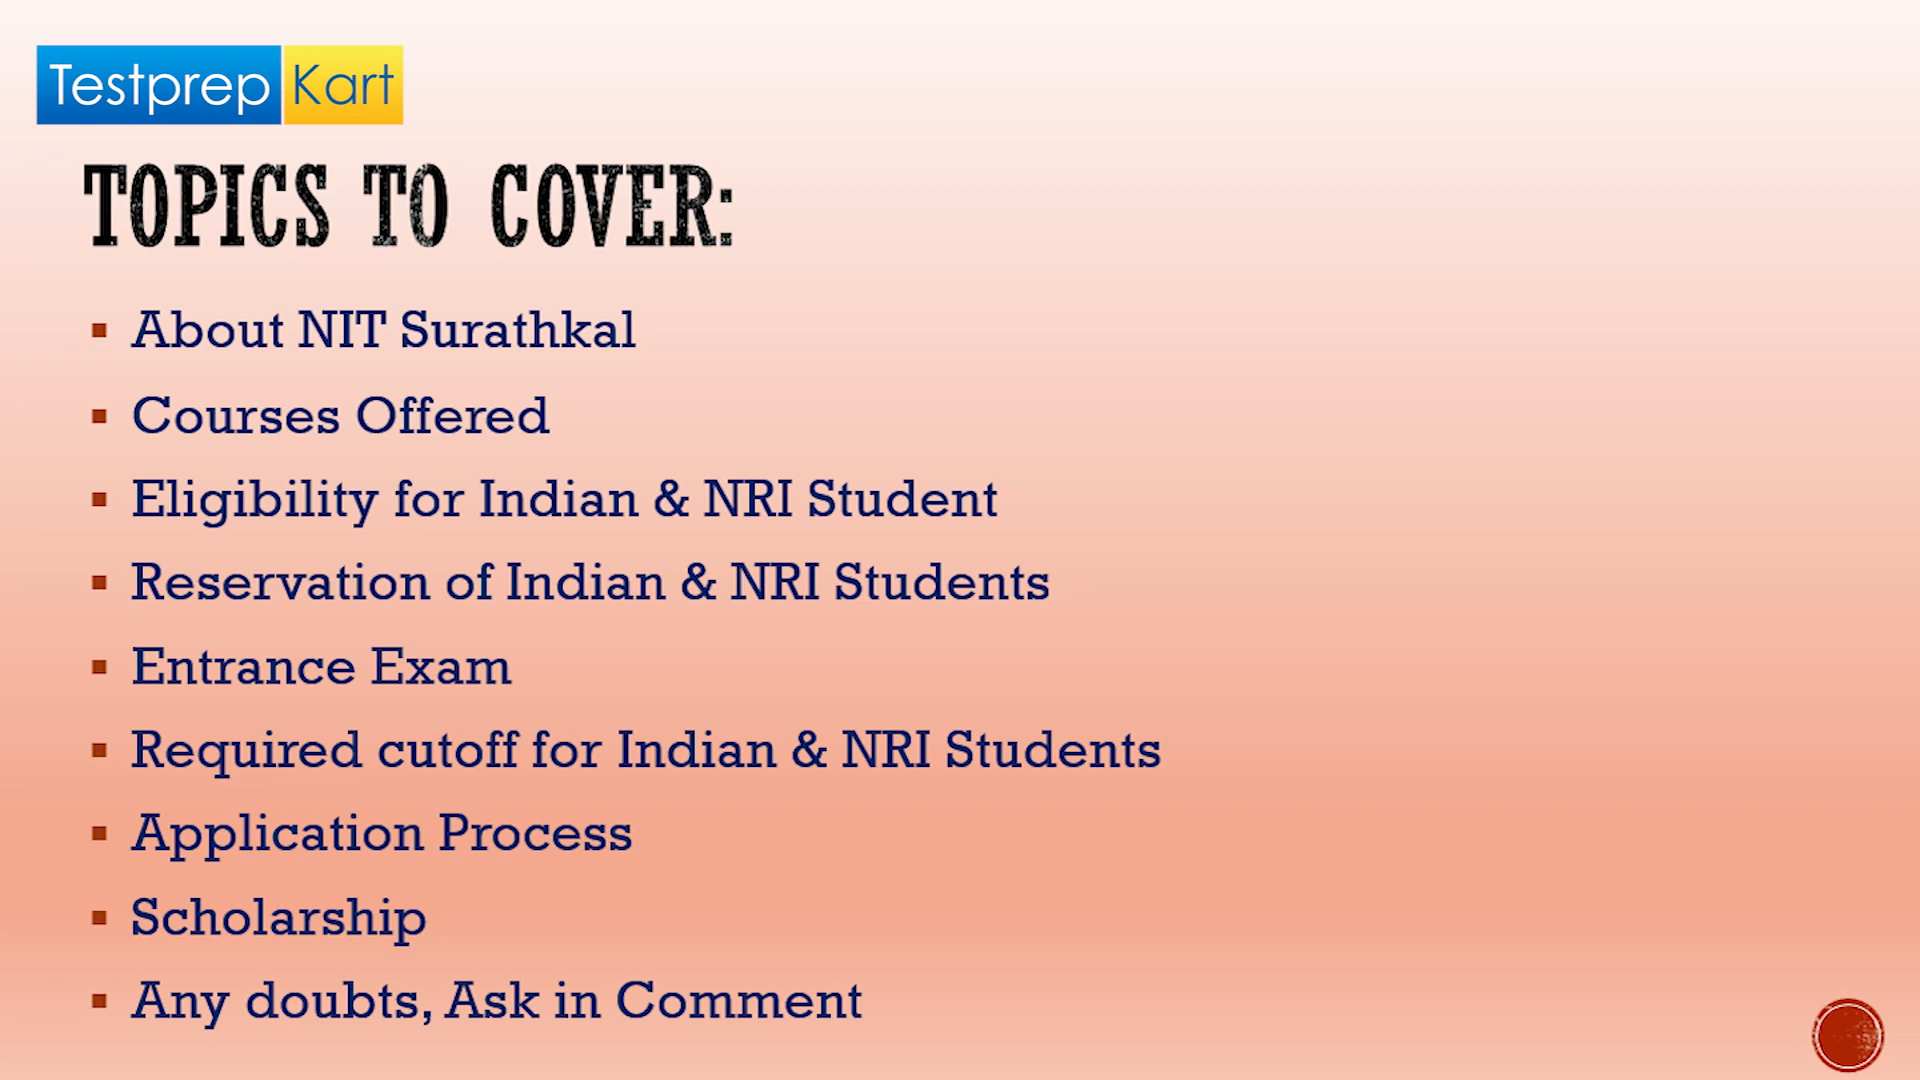 Testprep Kart
TOPICS TO COVER:
▪ About NIT Surathkal
▪ Courses Offered
▪ Eligibility for Indian & NRI Student
▪ Reservation of Indian & NRI Students
▪ Entrance Exam
▪ Required cutoff for Indian & NRI Students
▪ Application Process
▪ Scholarship
▪ Any doubts, Ask in Comment